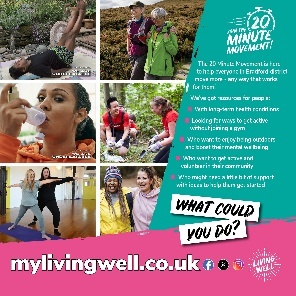 JOIN THE
20
MINUTE
MOVEMENT!
The 20 Minute Movement is here
to help everyone in Bradford district
move more - any way that works
for them!
We've got resources for people:
With long-term health conditions
Looking for ways to get active
without joining a gym
Who want to enjoy being outdoors
and boost their mental wellbeing
Who want to get active and
volunteer in their community
Who might need a little bit of support
with ideas to help them get started
WHAT COULD
YOU DO?
mylivingwell.co.uk
LIVING
WELL